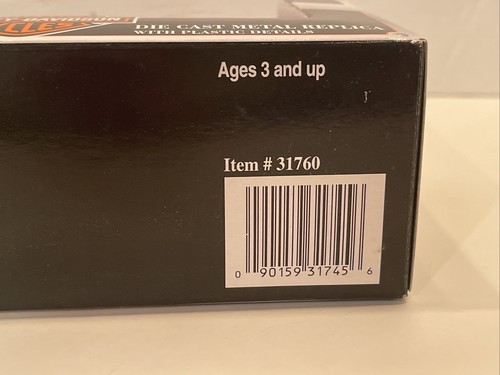 DIE CAST METAL REPLICA
WITH PLASTIC DETAILS
Ages 3 and up
Item # 31760
0 90159 31745 6